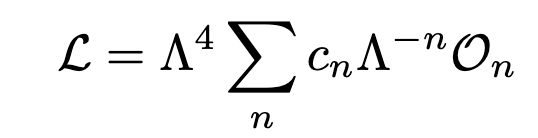 ℒ = Λ⁴ ∑ₙ cₙ Λ⁻ⁿ 𝒪ₙ